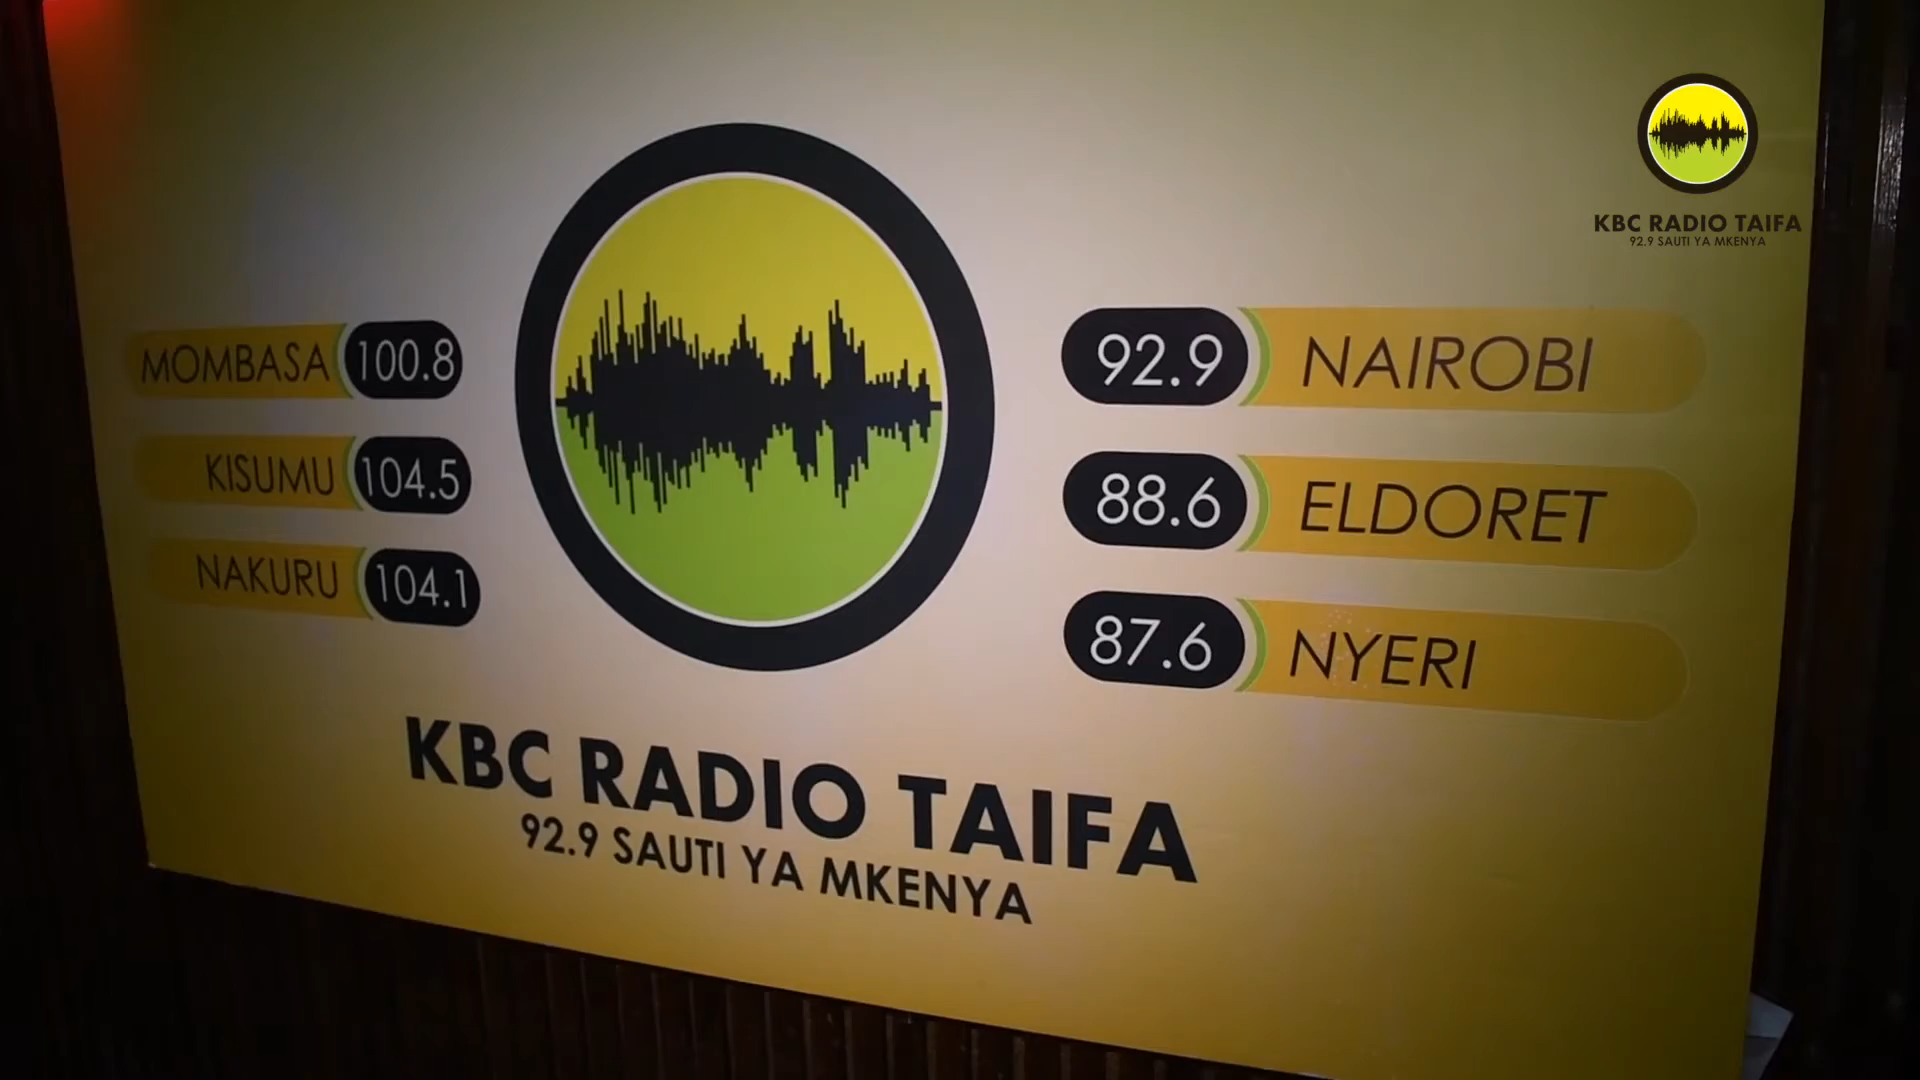 KBC RADIO TAIFA
92.9 SAUTI YA MKENYA
MOMBASA 100.8
KISUMU 104.5
NAKURU 104.1
92.9 NAIROBI
88.6 ELDORET
87.6 NYERI
KBC RADIO TAIFA
92.9 SAUTI YA MKENYA